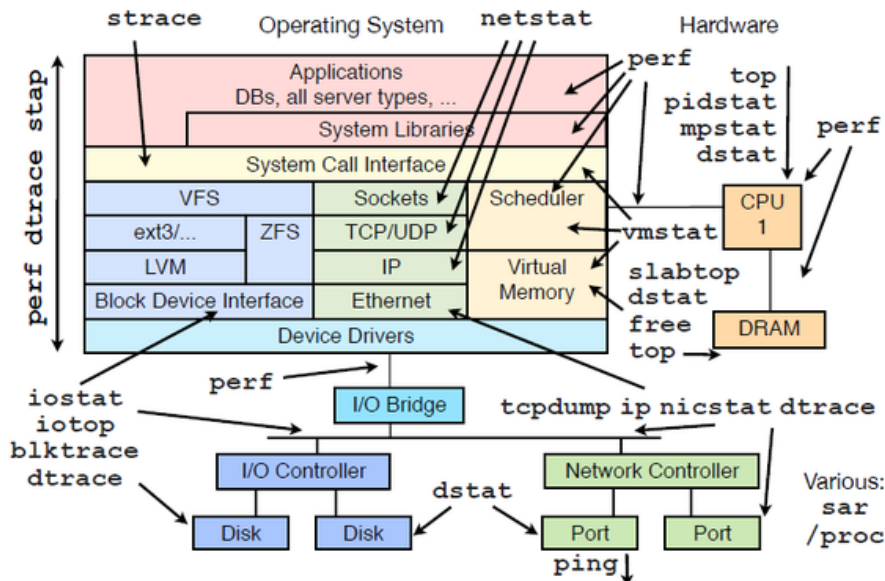 strace
Operating System
netstat
Hardware
perf dtrace stap
Applications
DBs, all server types, ...
System Libraries
System Call Interface
VFS
Sockets
Scheduler
ext3/...
ZFS
TCP/UDP
LVM
IP
Virtual
Memory
Block Device Interface
Ethernet
Device Drivers
perf
top
pidstat
mpstat
dstat
perf
CPU
1
vmstat
slabtop
dstat
free
top
DRAM
perf
I/O Bridge
iostat
iotop
blktrace
dtrace
tcpdump ip nicstat dtrace
I/O Controller
Network Controller
Disk
Disk
dstat
Port
Port
ping
Various:
sar
/proc